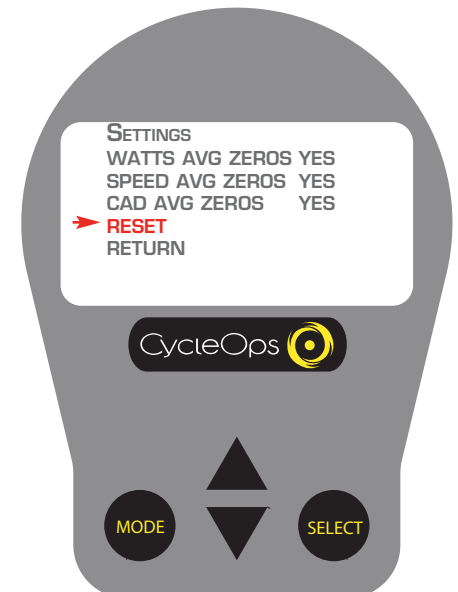 SETTINGS
WATTS AVG ZEROS YES
SPEED AVG ZEROS YES
CAD AVG ZEROS YES
RESET
RETURN
CycleOps
MODE
SELECT